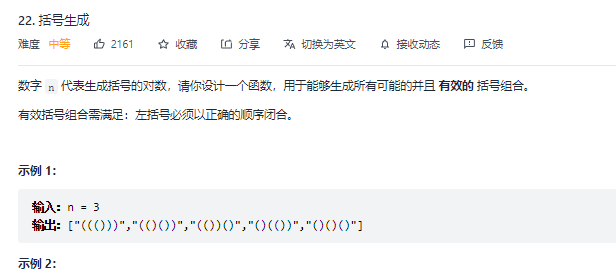 22. 括号生成
难度 中等 2161 收藏 分享 切换为英文 接收动态 反馈
数字 n 代表生成括号的对数，请你设计一个函数，用于能够生成所有可能的并且 有效的 括号组合。
有效括号组合需满足：左括号必须以正确的顺序闭合。
示例 1：
输入：n = 3
输出：["((()))","(()())","(())()","()(())","()()()"]
示例 2：